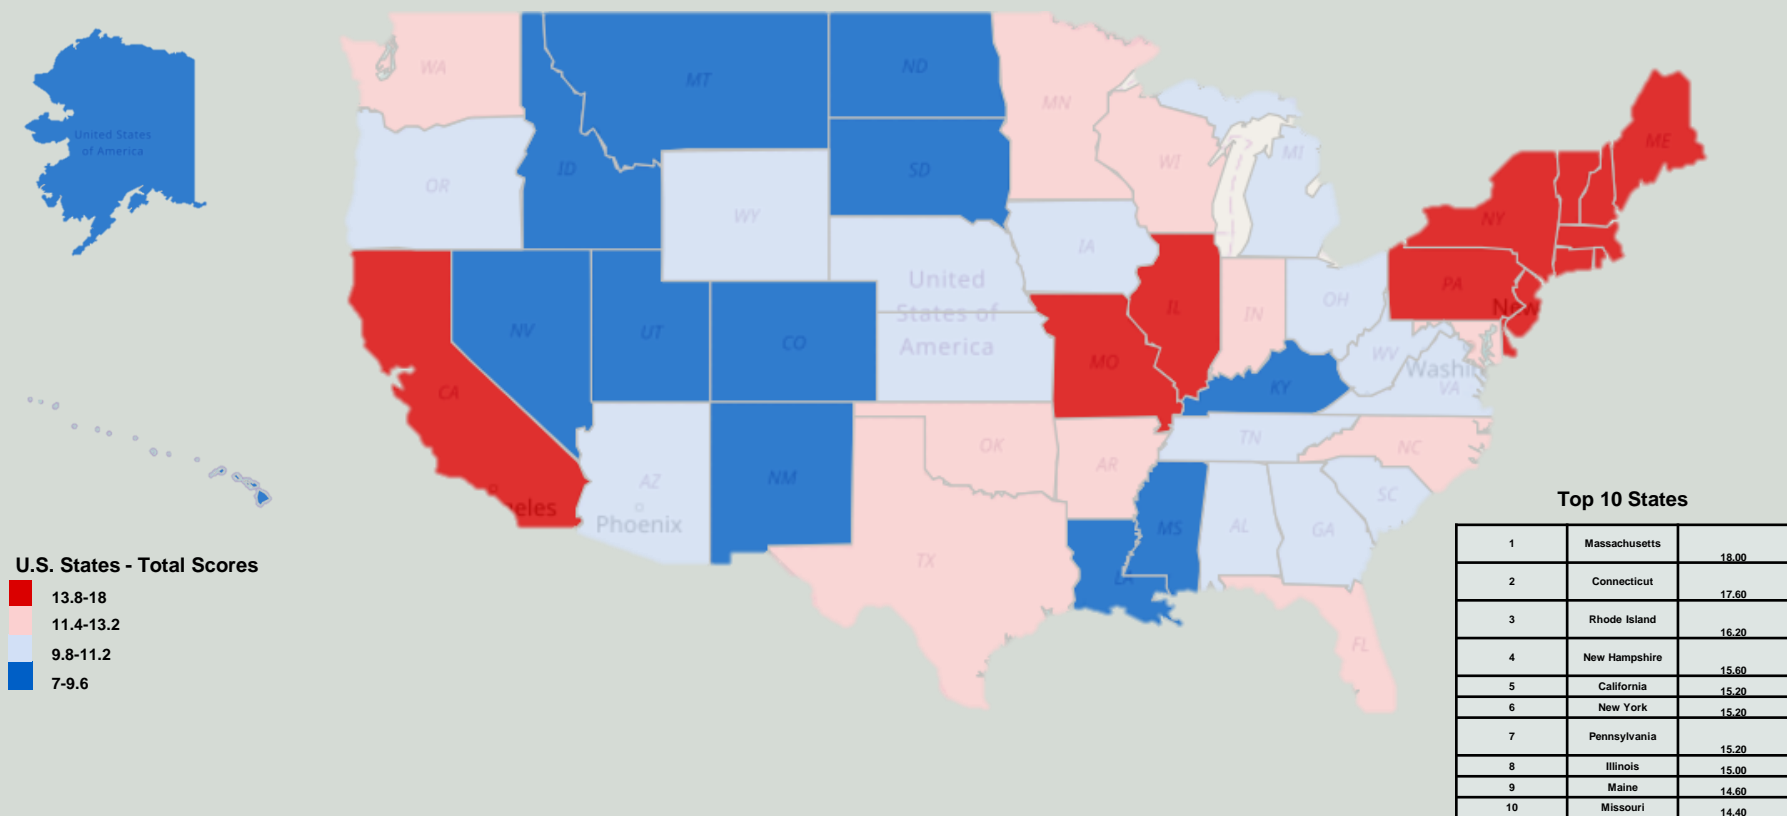 United States
of America
WA
MT
ND
MN
OR
ID
SD
WI
MI
ME
WY
IA
NY
United
States of
America
NV
UT
CO
IL
IN
OH
PA
New
CA
MO
KY
WV
Washin
VA
AZ
Phoenix
NM
OK
AR
TN
NC
SC
eles
TX
LA
MS
AL
GA
FL
U.S. States - Total Scores
13.8-18
11.4-13.2
9.8-11.2
7-9.6
Top 10 States
1 Massachusetts 18.00
2 Connecticut 17.60
3 Rhode Island 16.20
4 New Hampshire 15.60
5 California 15.20
6 New York 15.20
7 Pennsylvania 15.20
8 Illinois 15.00
9 Maine 14.60
10 Missouri 14.40